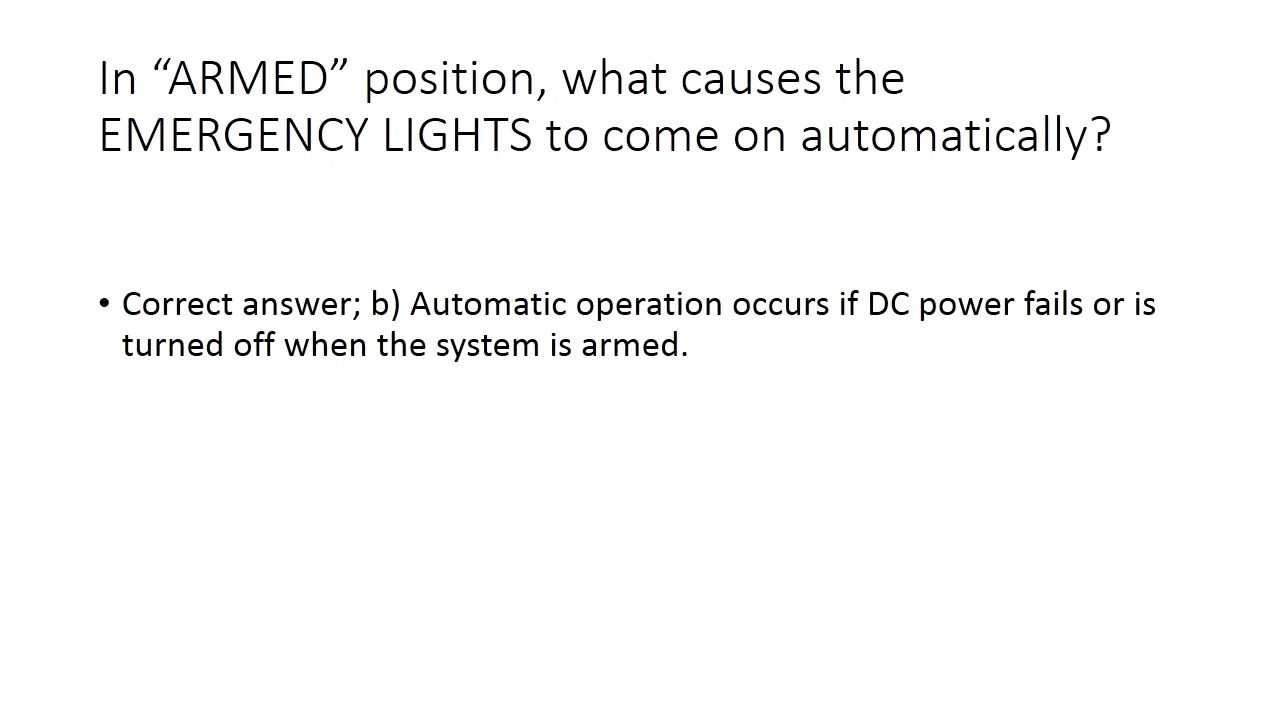 In “ARMED” position, what causes the
EMERGENCY LIGHTS to come on automatically?
• Correct answer; b) Automatic operation occurs if DC power fails or is
turned off when the system is armed.